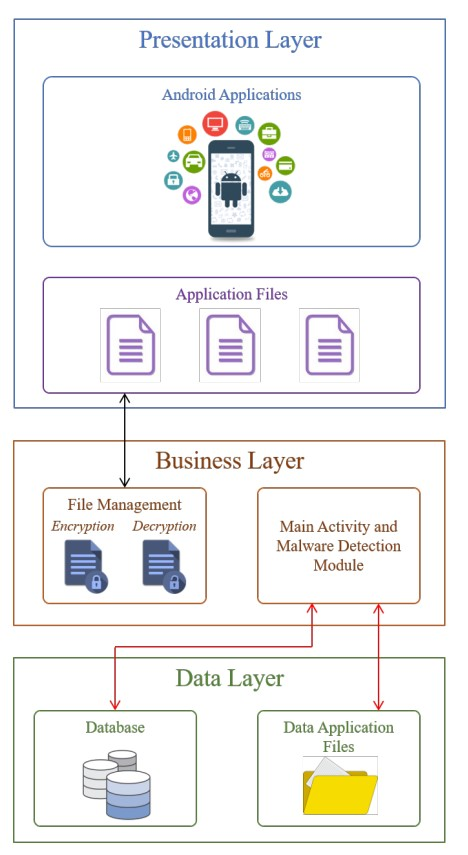 Presentation Layer
Android Applications
Application Files
Business Layer
File Management
Encryption Decryption
Main Activity and
Malware Detection
Module
Data Layer
Database
Data Application
Files